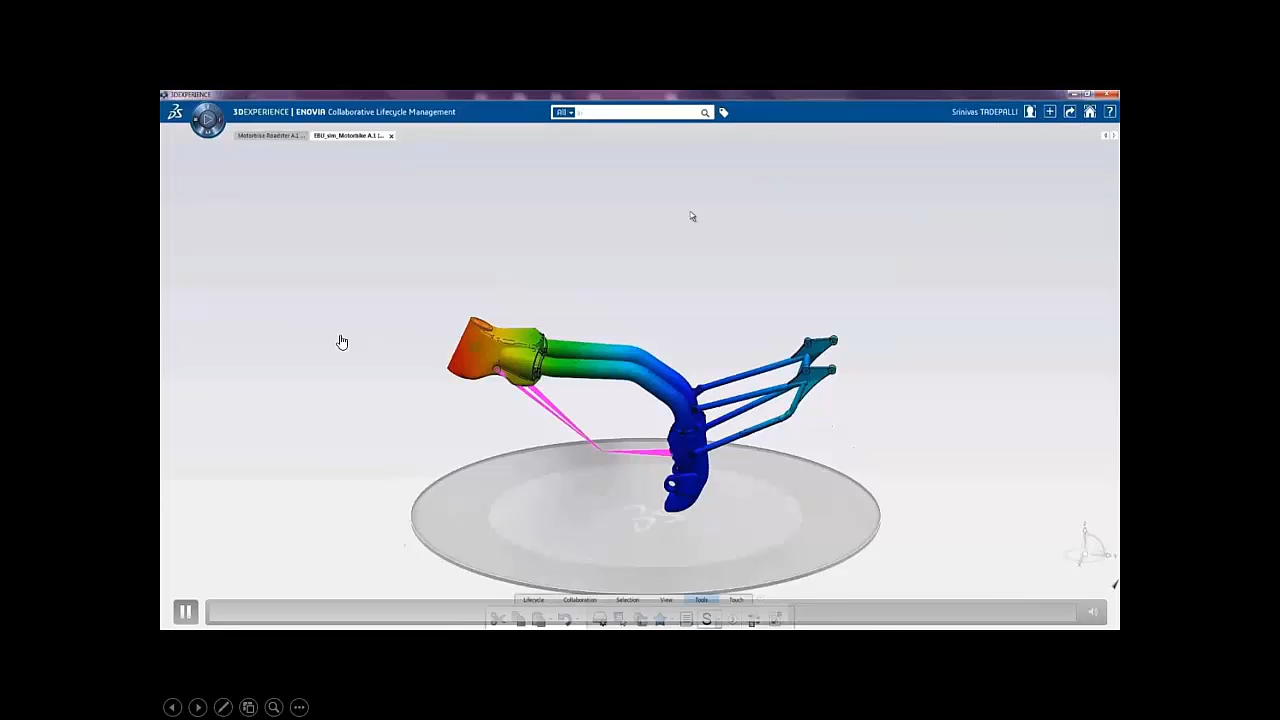 3DEXPERIENCE
3DEXPERIENCE | ENOVIA Collaborative Lifecycle Management
All
Srinivas TADEPALLI
Motorbike Roadster A.1 ...
EBU_sim_Motorbike A.1 (...
Lifecycle Collaboration Selection View Tools Touch